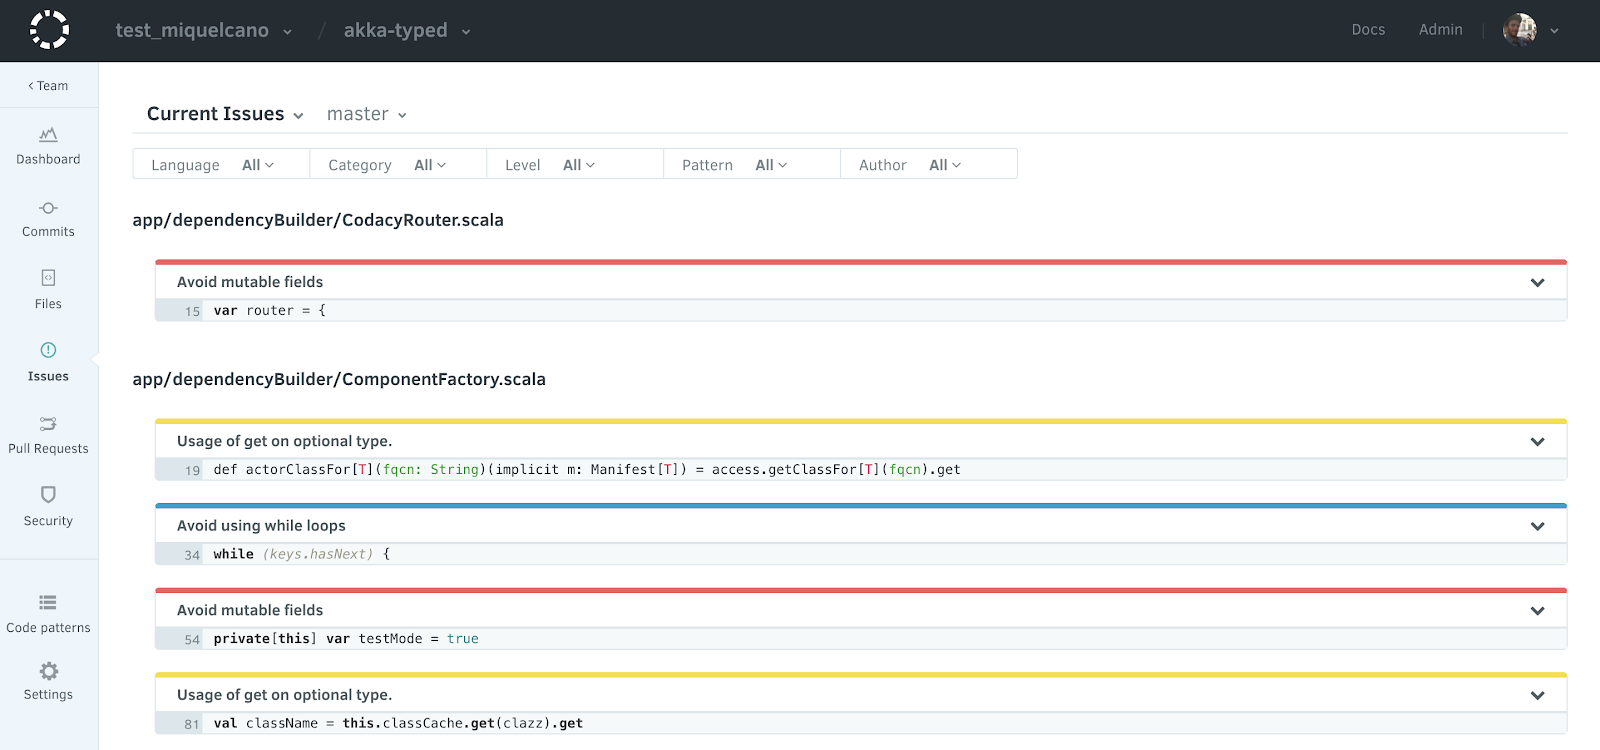 test_miquelcano / akka-typed Docs Admin
< Team
Dashboard
Commits
Files
Issues
Pull Requests
Security
Code patterns
Settings
Current Issues master
Language All Category All Level All Pattern All Author All
app/dependencyBuilder/CodacyRouter.scala
Avoid mutable fields
15 var router = {
app/dependencyBuilder/ComponentFactory.scala
Usage of get on optional type.
19 def actorClassFor[T](fqcn: String)(implicit m: Manifest[T]) = access.getClassFor[T](fqcn).get
Avoid using while loops
34 while (keys.hasNext) {
Avoid mutable fields
54 private[this] var testMode = true
Usage of get on optional type.
81 val className = this.classCache.get(clazz).get